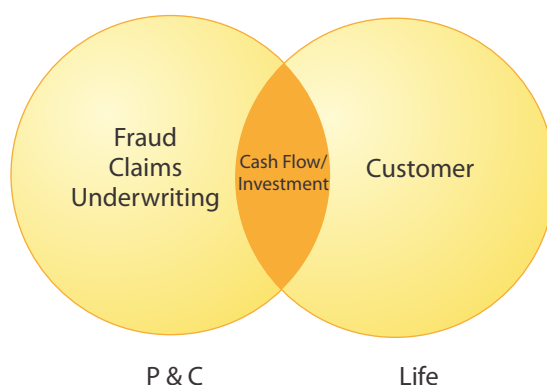 Fraud
Claims
Underwriting
Cash Flow/
Investment
Customer
P & C
Life